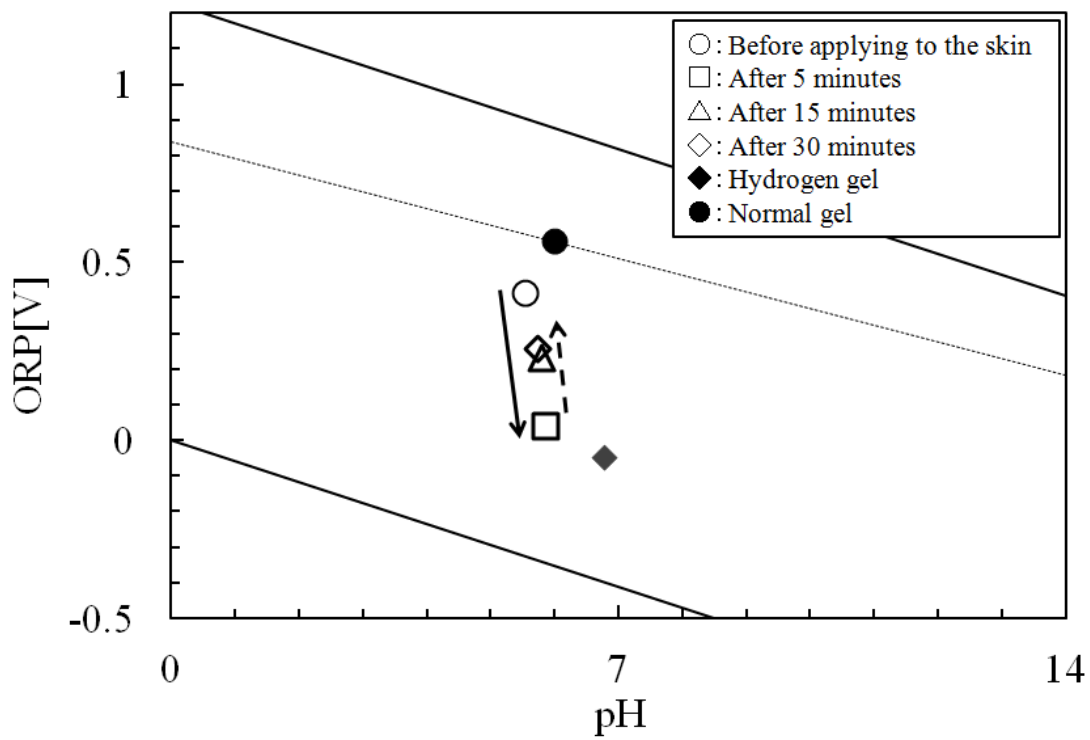 : Before applying to the skin
: After 5 minutes
: After 15 minutes
: After 30 minutes
: Hydrogen gel
: Normal gel
ORP[V]
1
0.5
0
-0.5
0 7 14
pH